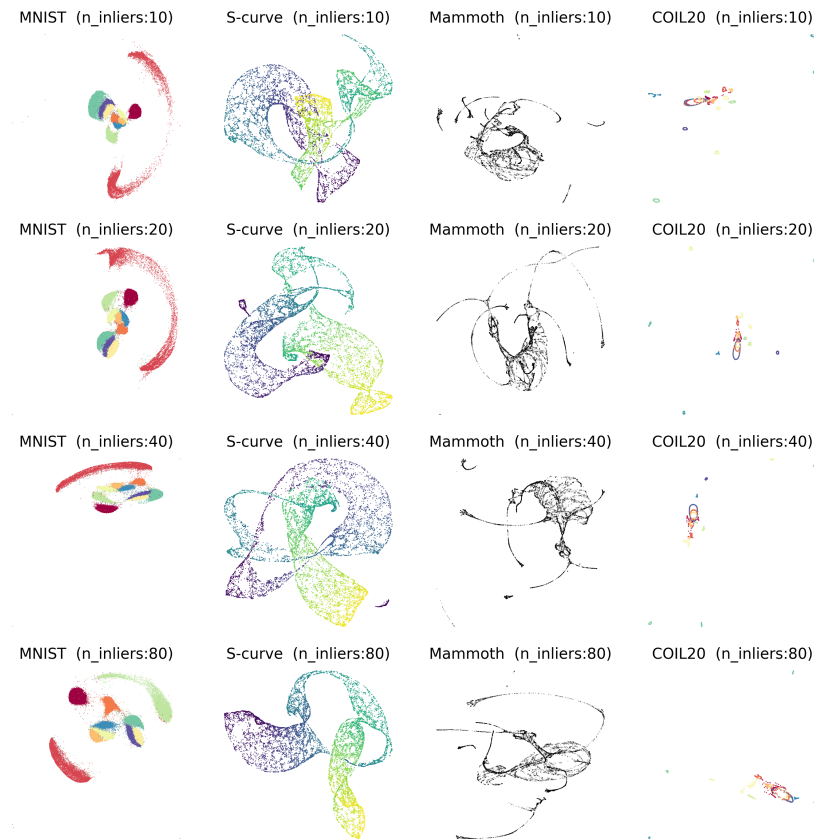 MNIST (n_inliers:10)
S-curve (n_inliers:10)
Mammoth (n_inliers:10)
COIL20 (n_inliers:10)
MNIST (n_inliers:20)
S-curve (n_inliers:20)
Mammoth (n_inliers:20)
COIL20 (n_inliers:20)
MNIST (n_inliers:40)
S-curve (n_inliers:40)
Mammoth (n_inliers:40)
COIL20 (n_inliers:40)
MNIST (n_inliers:80)
S-curve (n_inliers:80)
Mammoth (n_inliers:80)
COIL20 (n_inliers:80)